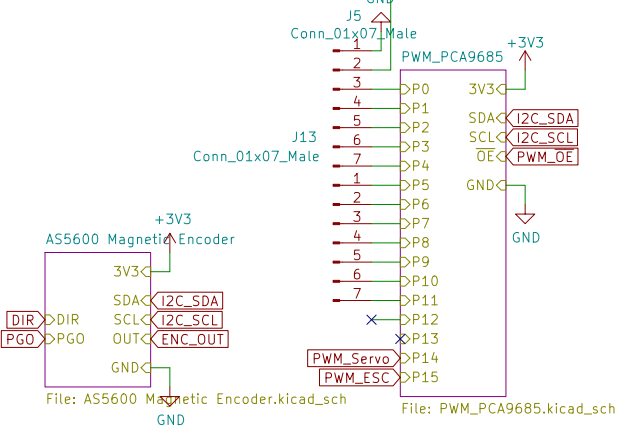 GND
J5
Conn_01x07_Male
+3V3
1
PWM_PCA9685
2
3 P0 3V3
4 P1
5 P2 SDA I2C_SDA
J13 6 P3 SCL I2C_SCL
Conn_01x07_Male 7 P4 OE PWM_OE
1 P5 GND
2 P6
3 P7
4 P8 GND
5 P9
6 P10
7 P11
P12
P13
PWM_Servo P14
PWM_ESC P15
File: PWM_PCA9685.kicad_sch
+3V3
AS5600 Magnetic Encoder
3V3
SDA I2C_SDA
DIR DIR SCL I2C_SCL
PGO PGO OUT ENC_OUT
GND
File: AS5600 Magnetic Encoder.kicad_sch
GND